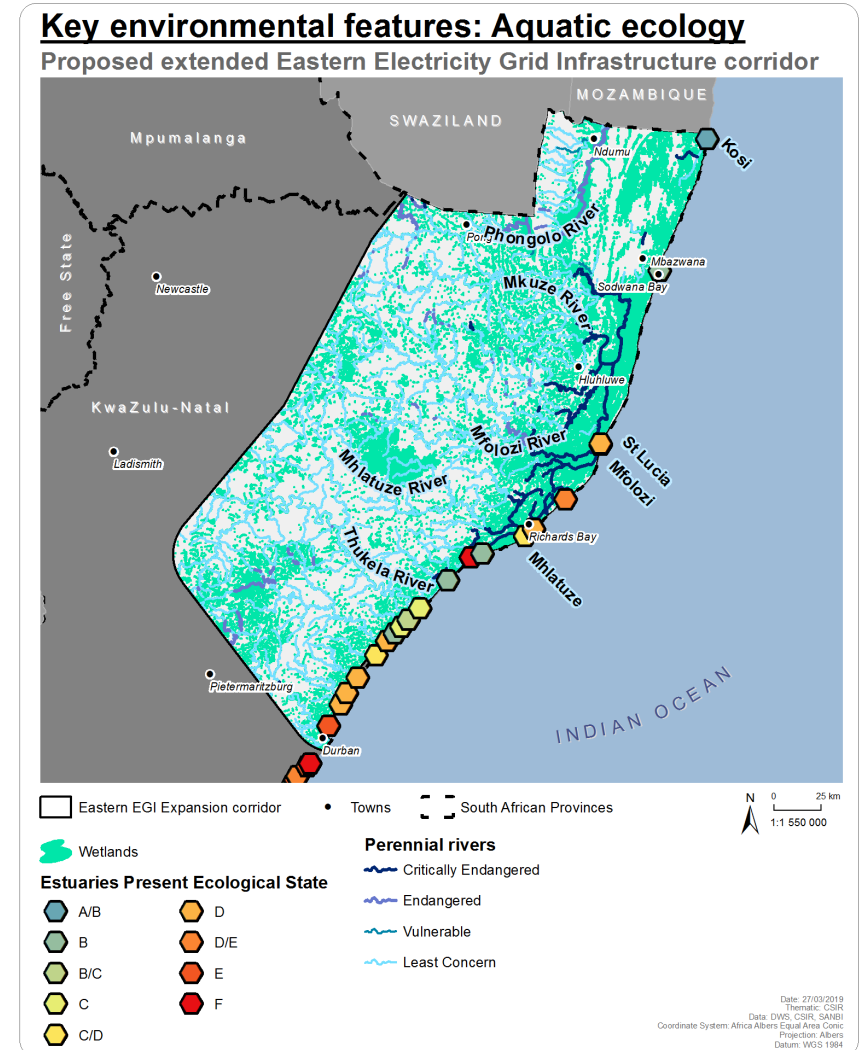 Key environmental features: Aquatic ecology
Proposed extended Eastern Electricity Grid Infrastructure corridor
MOZAMBIQUE
SWAZILAND
Mpumalanga
Ndumu
Kosi
Free State
Phongolo River
Mbazwana
Sodwana Bay
Newcastle
Mkuze River
Hluhluwe
KwaZulu-Natal
Ladismith
Mfolozi River
St Lucia
Mfolozi
Mhlatuze River
Richards Bay
Mhlatuze
Thukela River
Pietermaritzburg
Durban
INDIAN OCEAN
Eastern EGI Expansion corridor
Towns
South African Provinces
N
0 25 km
1:1 550 000
Wetlands
Estuaries Present Ecological State
A/B
B
B/C
C
C/D
D
D/E
E
F
Perennial rivers
Critically Endangered
Endangered
Vulnerable
Least Concern
Date: 27/03/2019
Thematic: CSIR
Data: DWS, CSIR, SANBI
Coordinate System: Africa Albers Equal Area Conic
Projection: Albers
Datum: WGS 1984